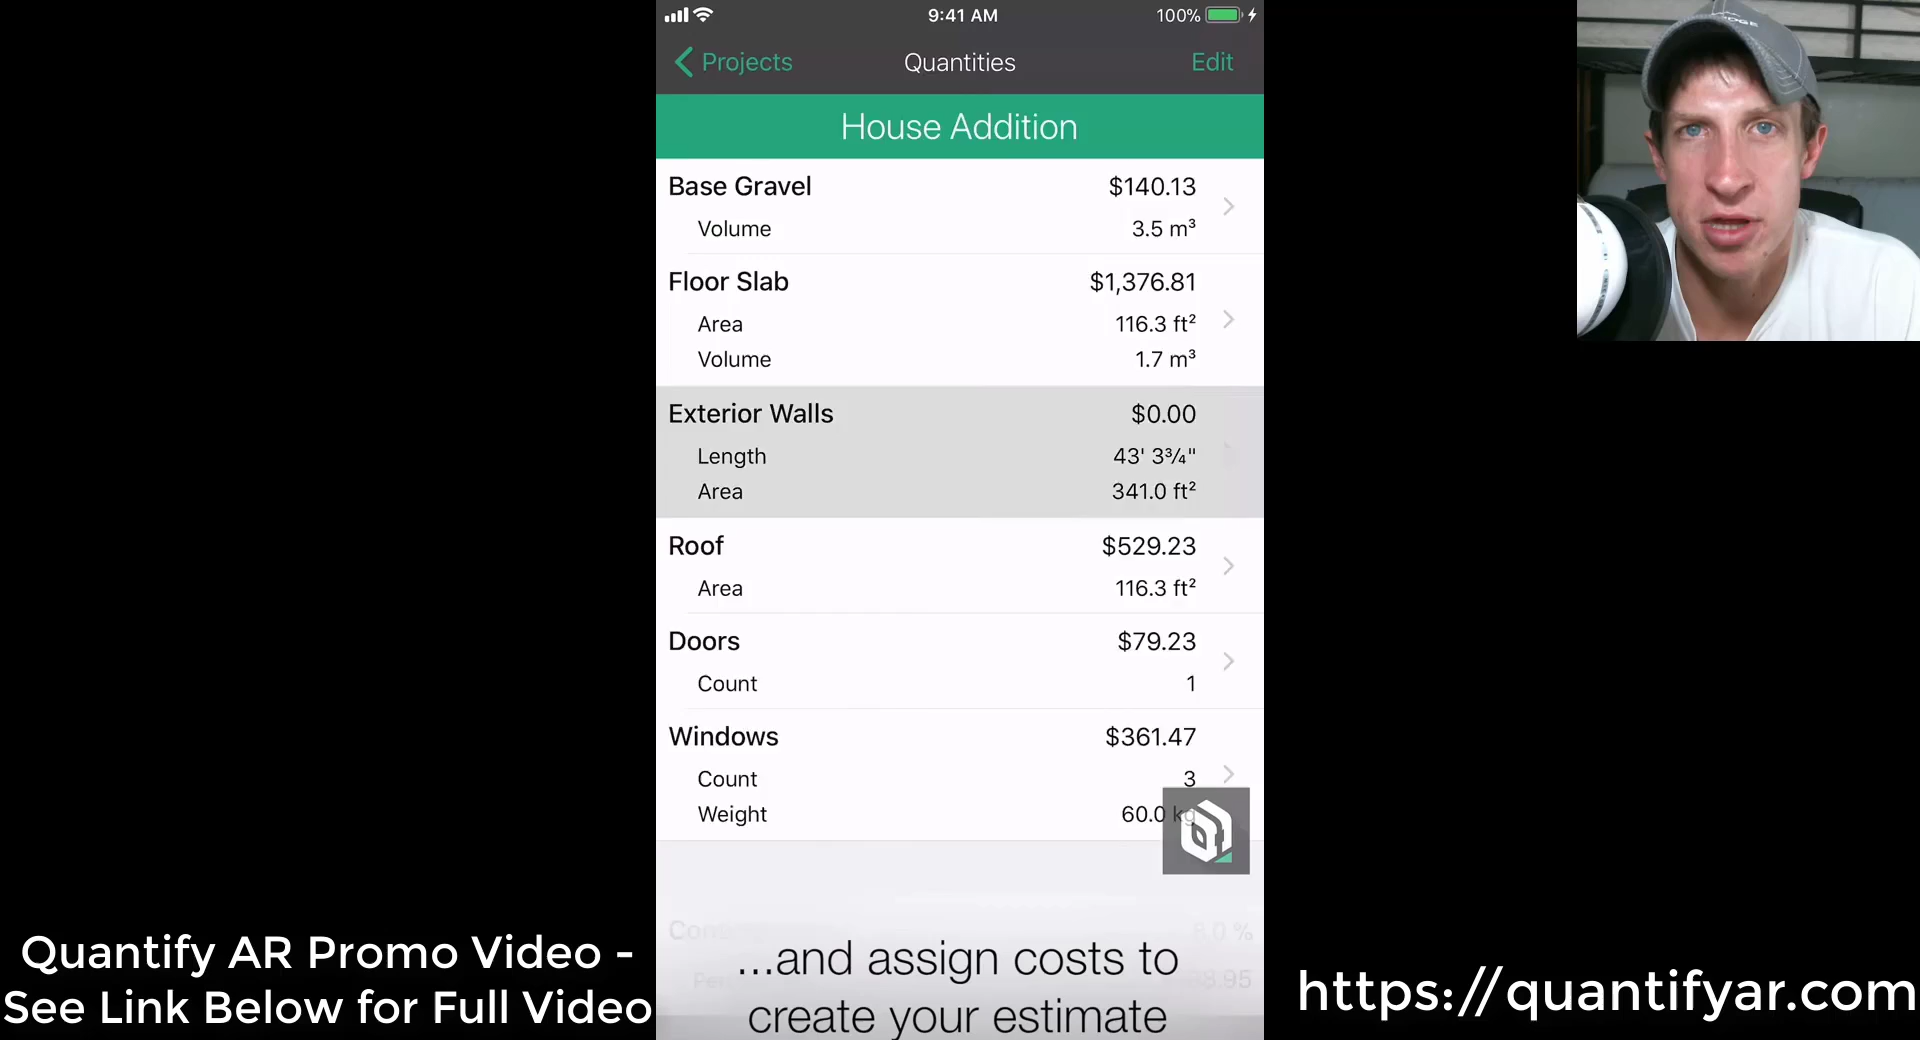 9:41 AM
100%
Projects
Quantities
Edit
House Addition
Base Gravel $140.13
Volume 3.5 m³
Floor Slab $1,376.81
Area 116.3 ft²
Volume 1.7 m³
Exterior Walls $0.00
Length 43' 3¾"
Area 341.0 ft²
Roof $529.23
Area 116.3 ft²
Doors $79.23
Count 1
Windows $361.47
Count 3
Weight 60.0 kg
...and assign costs to
create your estimate
Quantify AR Promo Video -
See Link Below for Full Video
https://quantifyar.com